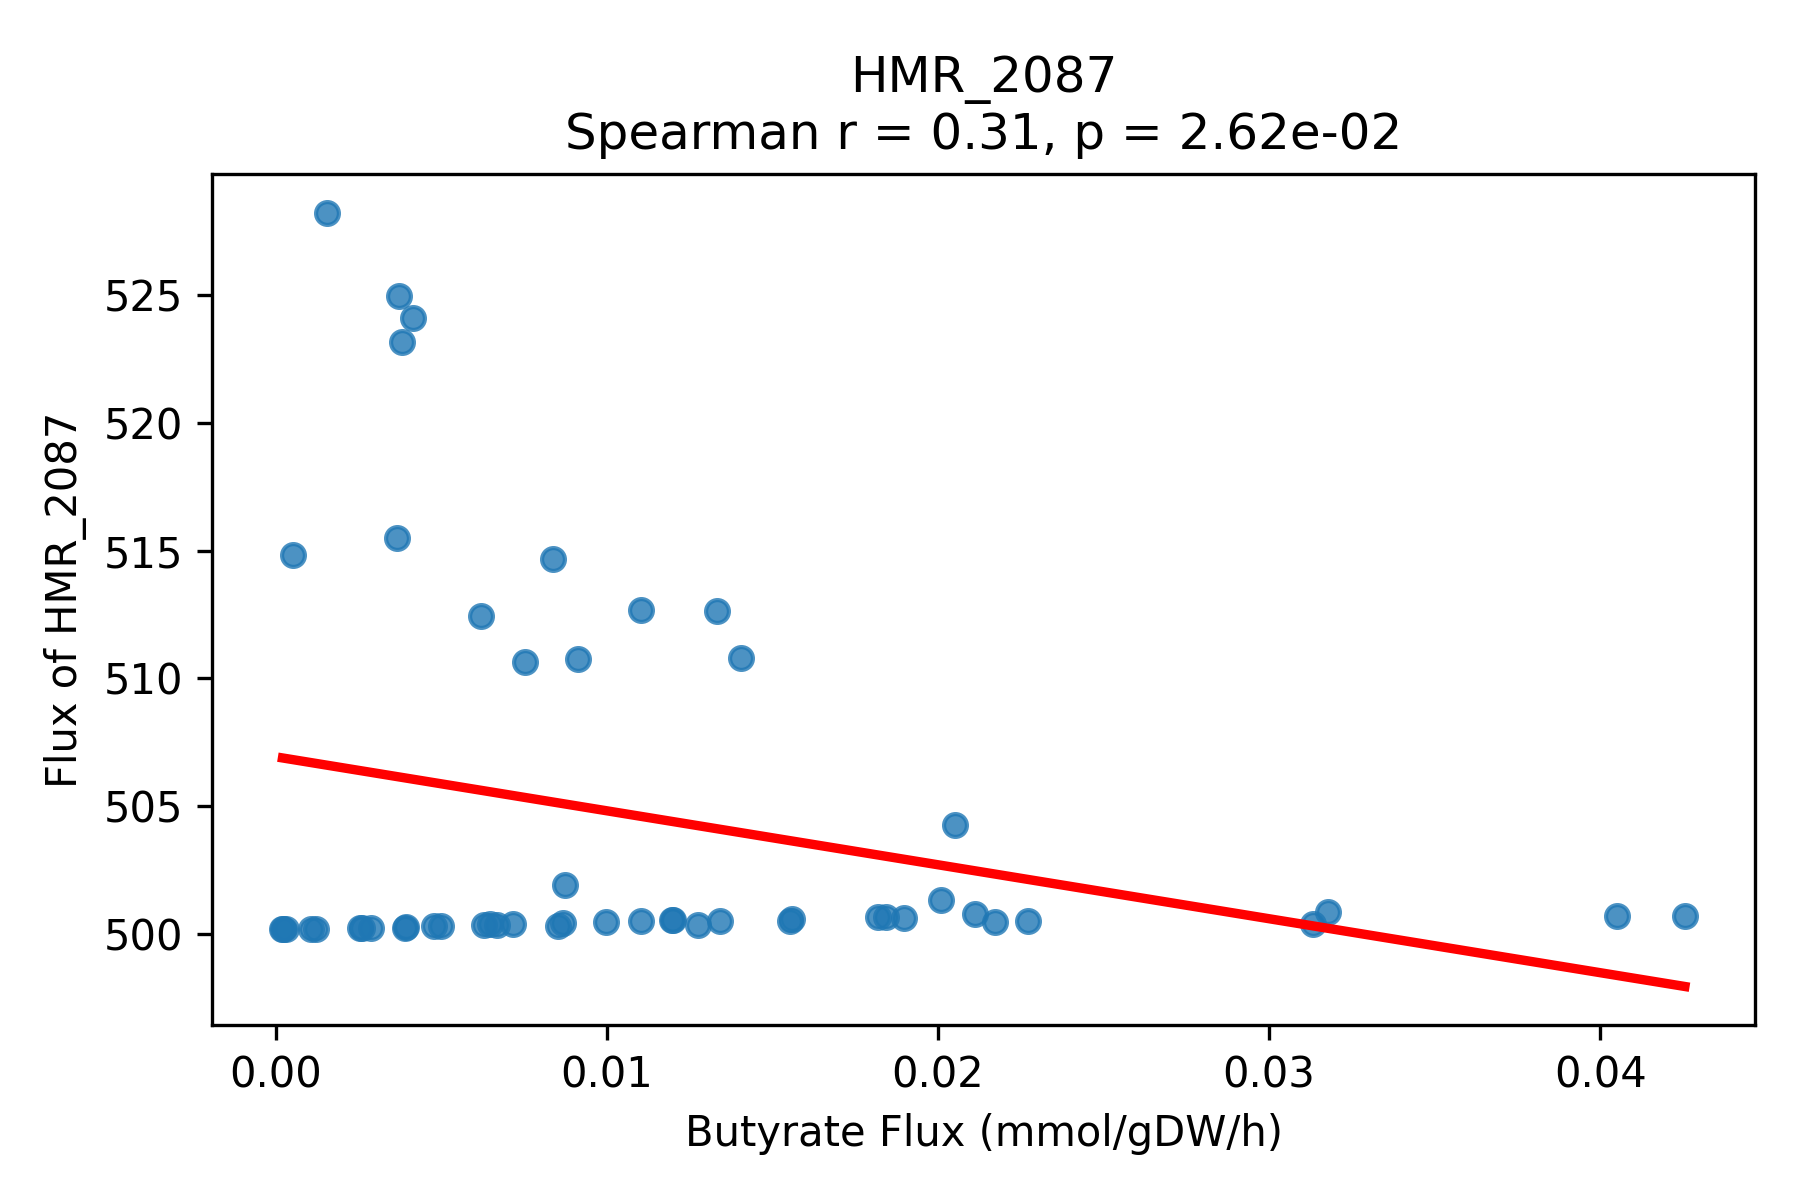 HMR_2087
Spearman r = 0.31, p = 2.62e-02
Flux of HMR_2087
525
520
515
510
505
500
0.00 0.01 0.02 0.03 0.04
Butyrate Flux (mmol/gDW/h)